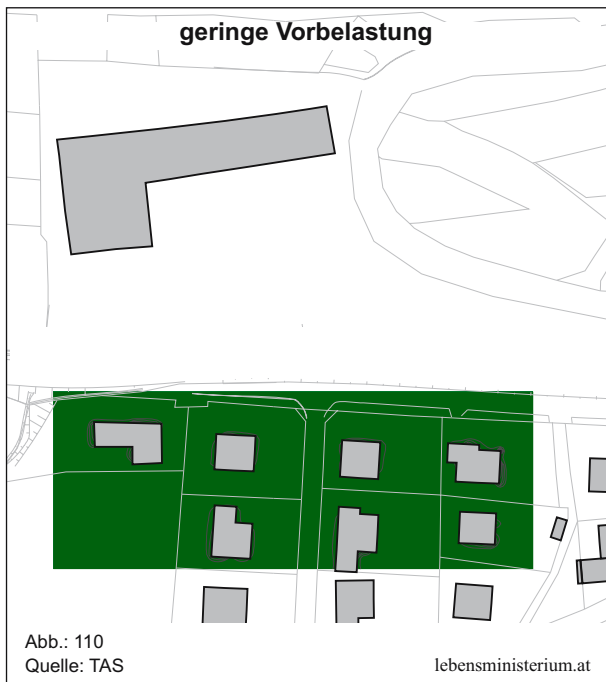 geringe Vorbelastung
Abb.: 110
Quelle: TAS
lebensministerium.at